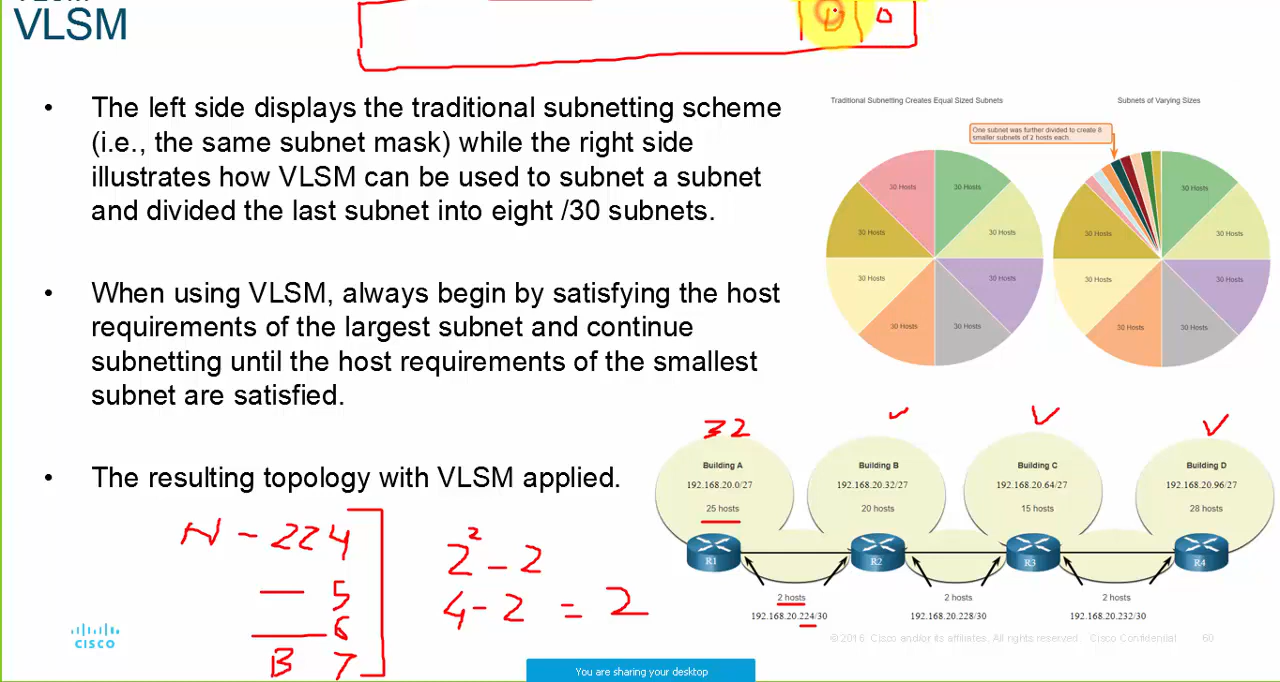 VLSM
D
• The left side displays the traditional subnetting scheme
(i.e., the same subnet mask) while the right side
illustrates how VLSM can be used to subnet a subnet
and divided the last subnet into eight /30 subnets.
• When using VLSM, always begin by satisfying the host
requirements of the largest subnet and continue
subnetting until the host requirements of the smallest
subnet are satisfied.
• The resulting topology with VLSM applied.
N - 224
5
6
B 7
2² - 2
4 - 2 = 2
Traditional Subnetting Creates Equal Sized Subnets
30 Hosts
30 Hosts
30 Hosts
30 Hosts
30 Hosts
30 Hosts
30 Hosts
30 Hosts
Subnets of Varying Sizes
One subnet was further divided to create 8
smaller subnets of 2 hosts each.
30 Hosts
30 Hosts
30 Hosts
30 Hosts
30 Hosts
30 Hosts
30 Hosts
32
Building A
192.168.20.0/27
25 hosts
Building B
192.168.20.32/27
20 hosts
Building C
192.168.20.64/27
15 hosts
Building D
192.168.20.96/27
28 hosts
R1
R2
R3
R4
2 hosts
192.168.20.224/30
2 hosts
192.168.20.228/30
2 hosts
192.168.20.232/30
CISCO
© 2016 Cisco and/or its affiliates. All rights reserved. Cisco Confidential
60
You are sharing your desktop